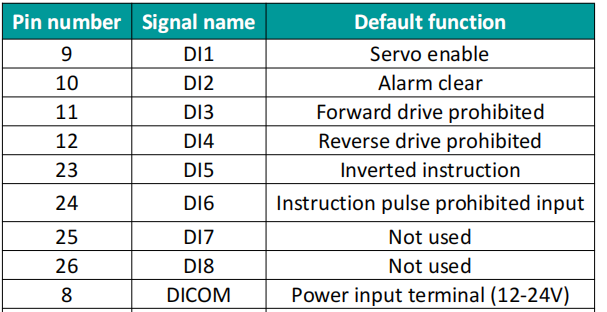 Pin number Signal name Default function
9 DI1 Servo enable
10 DI2 Alarm clear
11 DI3 Forward drive prohibited
12 DI4 Reverse drive prohibited
23 DI5 Inverted instruction
24 DI6 Instruction pulse prohibited input
25 DI7 Not used
26 DI8 Not used
8 DICOM Power input terminal (12-24V)